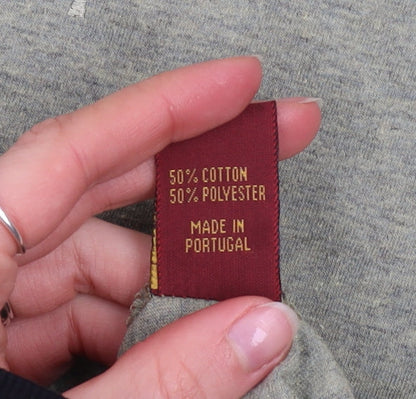 50% COTTON
50% POLYESTER
MADE IN
PORTUGAL